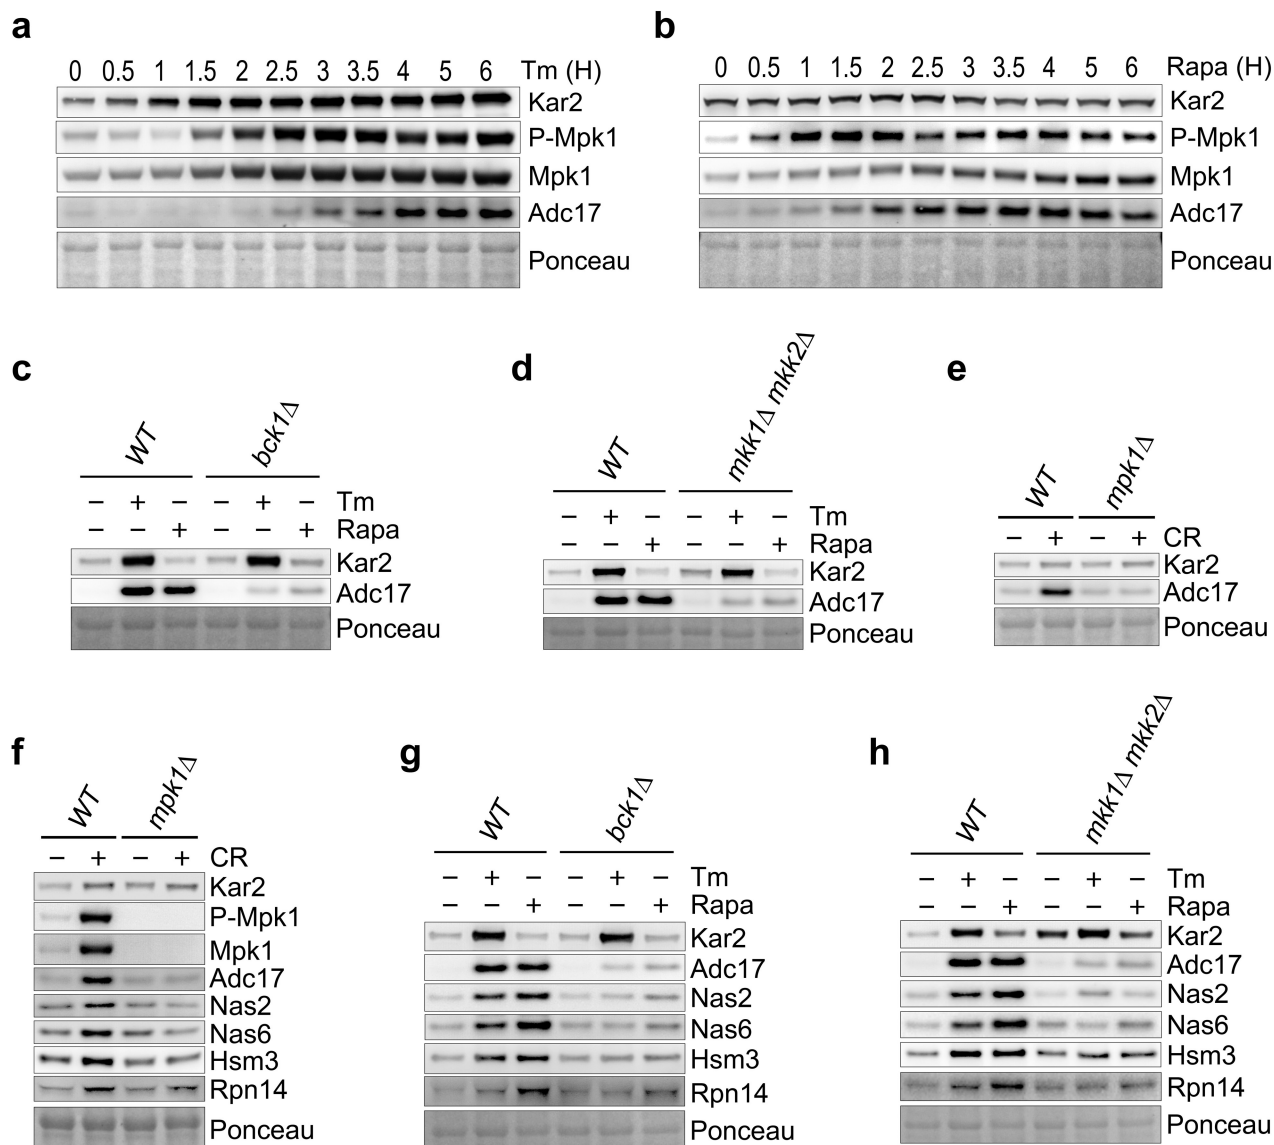 a
0 0.5 1 1.5 2 2.5 3 3.5 4 5 6 Tm (H)
Kar2
P-Mpk1
Mpk1
Adc17
Ponceau
b
0 0.5 1 1.5 2 2.5 3 3.5 4 5 6 Rapa (H)
Kar2
P-Mpk1
Mpk1
Adc17
Ponceau
c
WT bck1Δ
– + – – + – Tm
– – + – – + Rapa
Kar2
Adc17
Ponceau
d
WT mkk1Δ mkk2Δ
– + – – + – Tm
– – + – – + Rapa
Kar2
Adc17
Ponceau
e
WT mpk1Δ
– + – + CR
Kar2
Adc17
Ponceau
f
WT mpk1Δ
– + – + CR
Kar2
P-Mpk1
Mpk1
Adc17
Nas2
Nas6
Hsm3
Rpn14
Ponceau
g
WT bck1Δ
– + – – + – Tm
– – + – – + Rapa
Kar2
Adc17
Nas2
Nas6
Hsm3
Rpn14
Ponceau
h
WT mkk1Δ mkk2Δ
– + – – + – Tm
– – + – – + Rapa
Kar2
Adc17
Nas2
Nas6
Hsm3
Rpn14
Ponceau